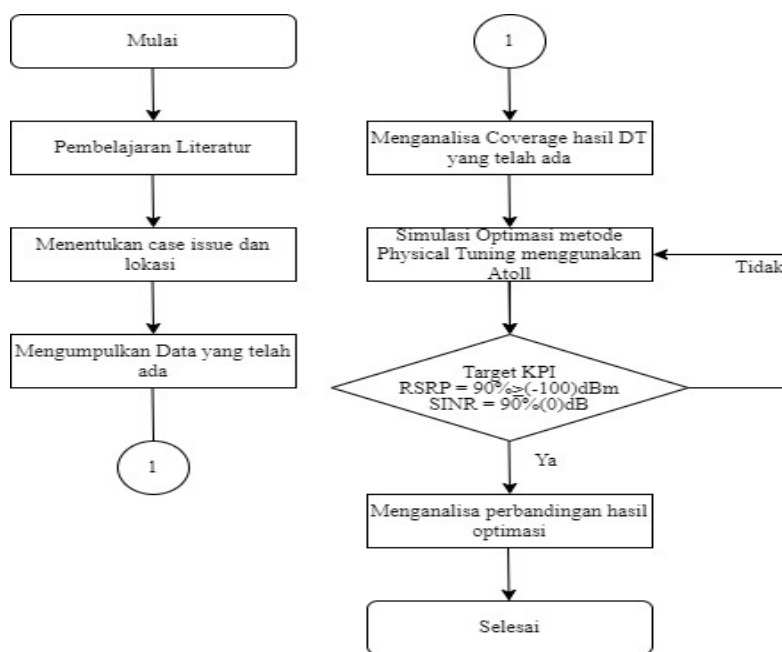 Mulai
Pembelajaran Literatur
Menentukan case issue dan
lokasi
Mengumpulkan Data yang telah
ada
1
1
Menganalisa Coverage hasil DT
yang telah ada
Simulasi Optimasi metode
Physical Tuning menggunakan
Atoll
Tidak
Target KPI
RSRP = 90%≥(-100)dBm
SINR = 90%(0)dB
Ya
Menganalisa perbandingan hasil
optimasi
Selesai